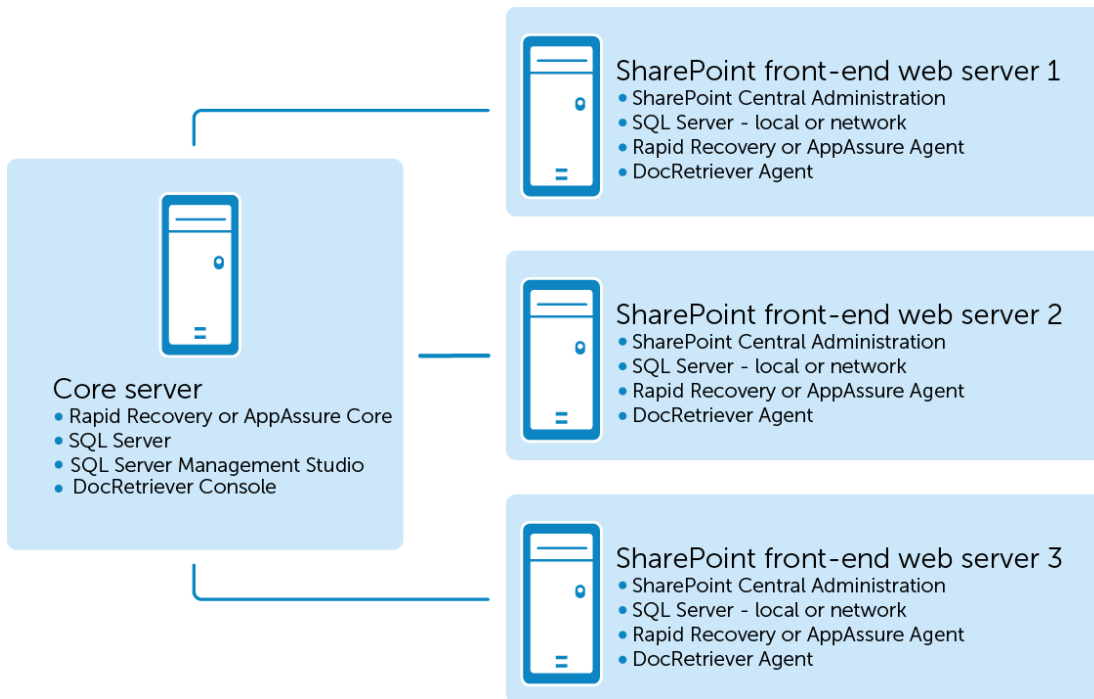 SharePoint front-end web server 1
• SharePoint Central Administration
• SQL Server - local or network
• Rapid Recovery or AppAssure Agent
• DocRetriever Agent
Core server
• Rapid Recovery or AppAssure Core
• SQL Server
• SQL Server Management Studio
• DocRetriever Console
SharePoint front-end web server 2
• SharePoint Central Administration
• SQL Server - local or network
• Rapid Recovery or AppAssure Agent
• DocRetriever Agent
SharePoint front-end web server 3
• SharePoint Central Administration
• SQL Server - local or network
• Rapid Recovery or AppAssure Agent
• DocRetriever Agent